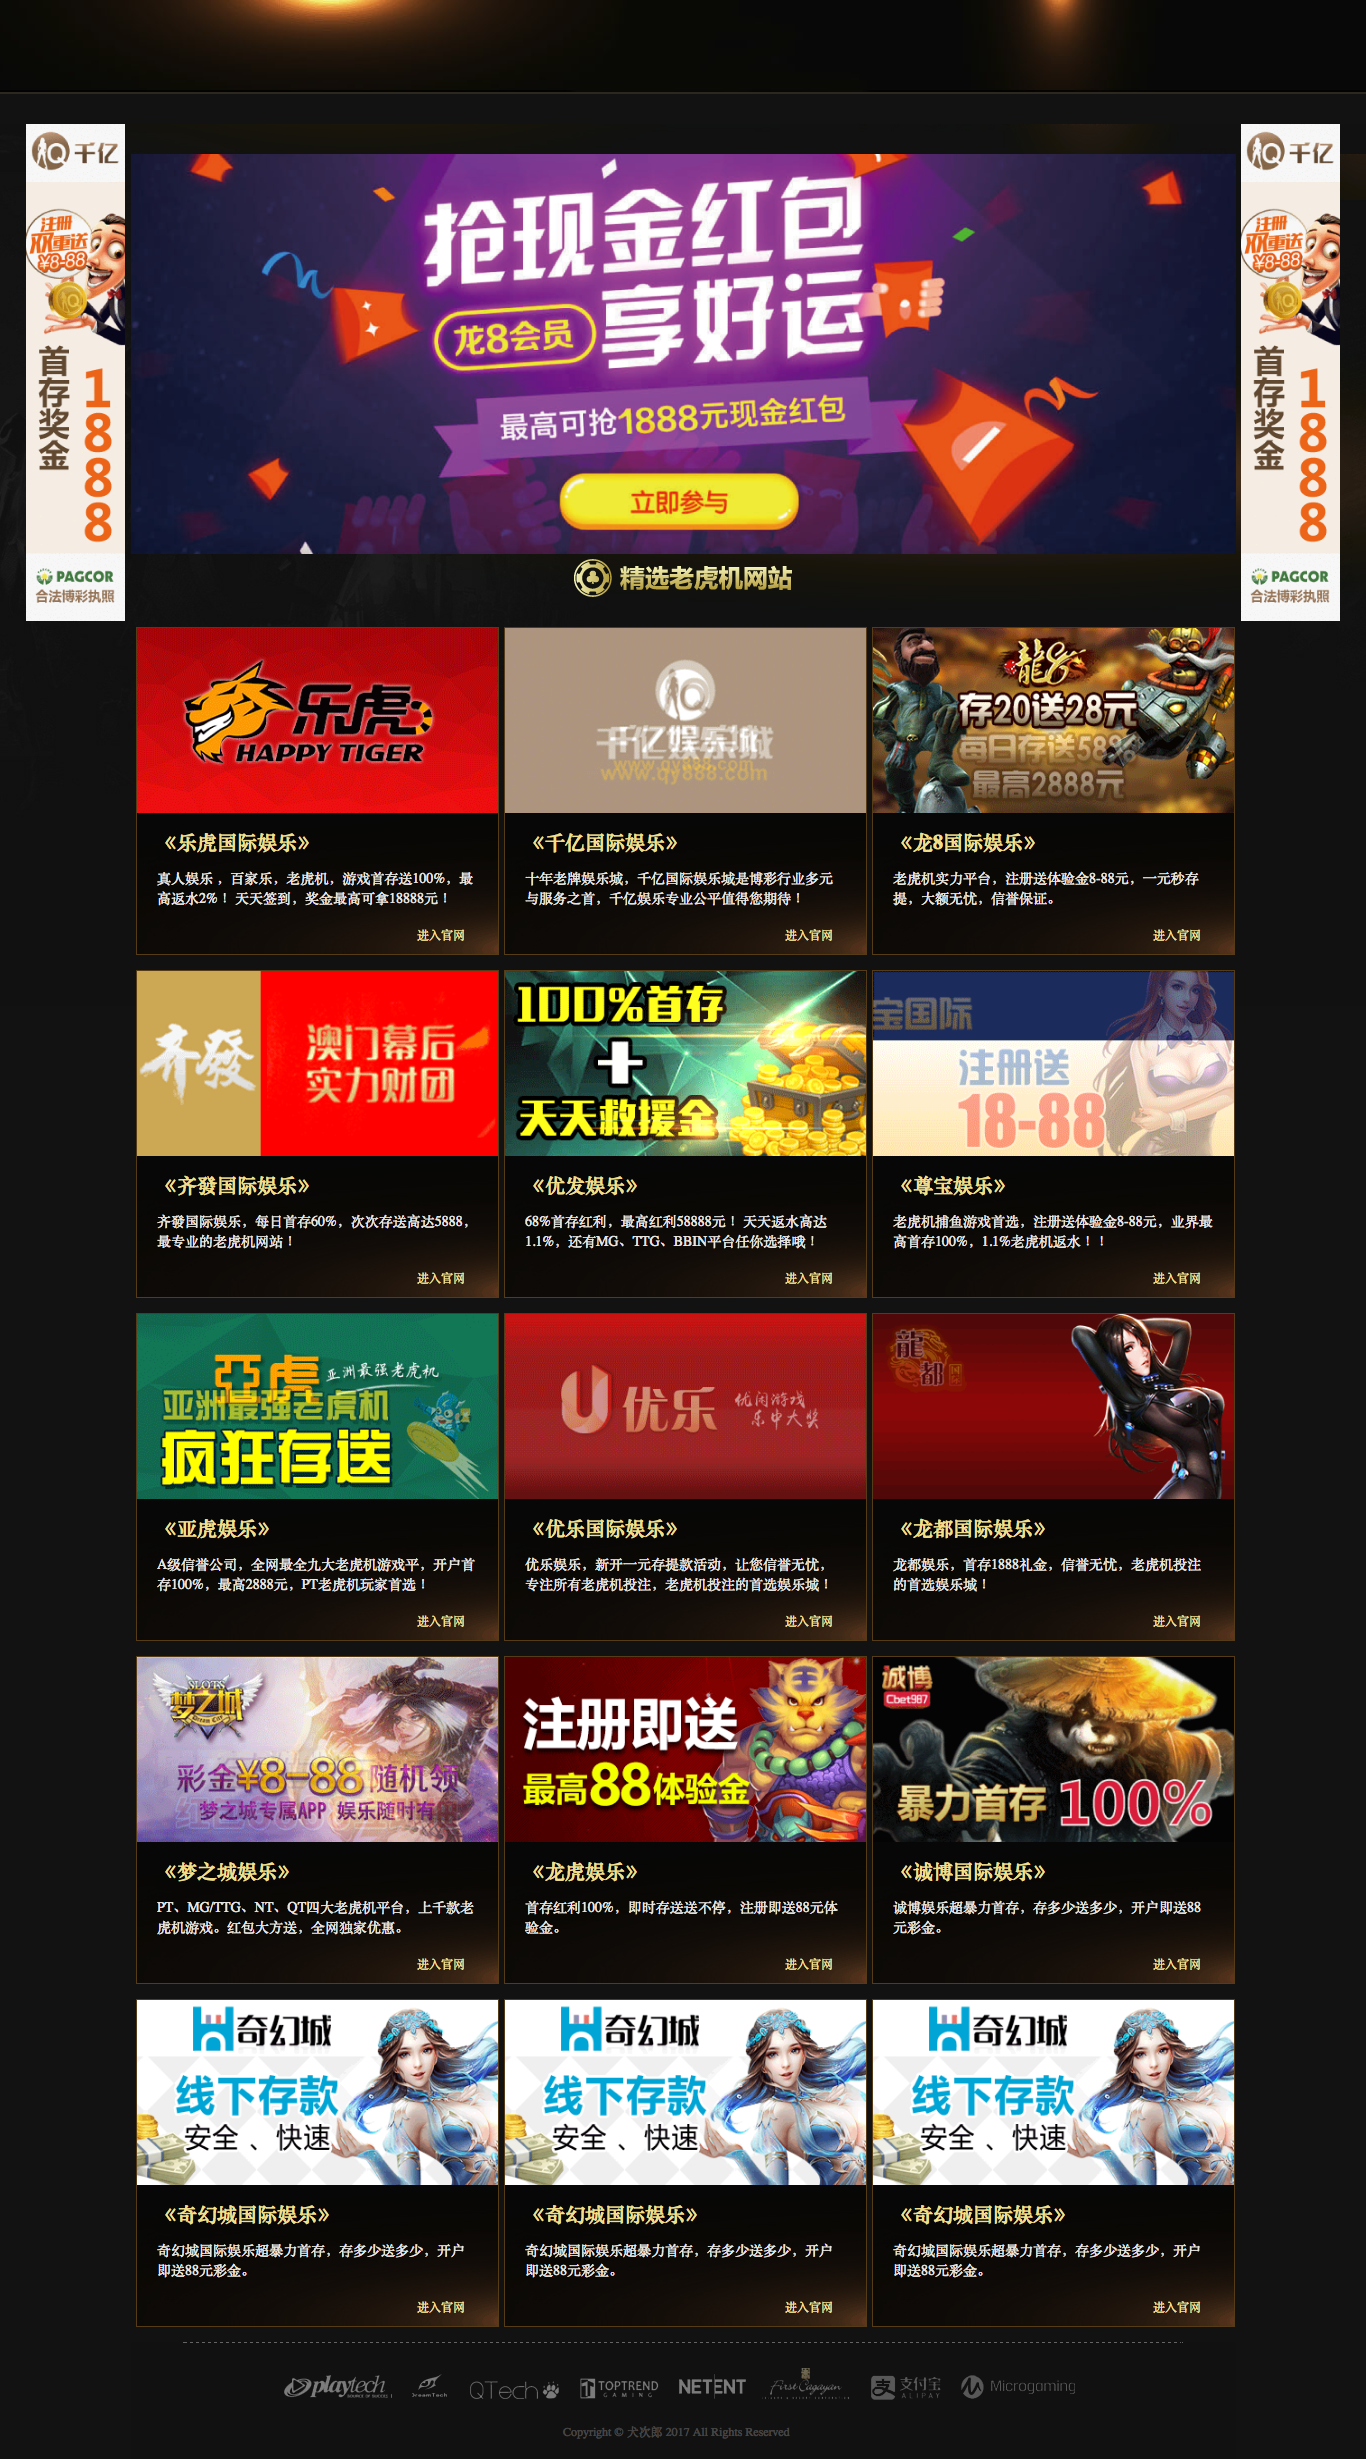 千亿
注册
双重送
¥8-88
首存奖金
1888
PAGCOR
合法博彩执照
抢现金红包
龙8会员
享好运
最高可抢1888元现金红包
立即参与
千亿
注册
双重送
¥8-88
首存奖金
1888
PAGCOR
合法博彩执照
精选老虎机网站
乐虎
HAPPY TIGER
《乐虎国际娱乐》
真人娱乐 ，百家乐，老虎机，游戏首存送100%，最
高返水2%！ 天天签到，奖金最高可拿18888元！
进入官网
千亿娱乐城
www.qy888.com
《千亿国际娱乐》
十年老牌娱乐城，千亿国际娱乐城是博彩行业多元
与服务之首，千亿娱乐专业公平值得您期待！
进入官网
龍8
存20送28元
每日存送58%
最高2888元
《龙8国际娱乐》
老虎机实力平台，注册送体验金8-88元，一元秒存
提，大额无忧，信誉保证。
进入官网
齐發
澳门幕后
实力财团
《齐發国际娱乐》
齐發国际娱乐，每日首存60%，次次存送高达5888，
最专业的老虎机网站！
进入官网
100%首存
+
天天救援金
《优发娱乐》
68%首存红利，最高红利58888元！ 天天返水高达
1.1%，还有MG、TTG、BBIN平台任你选择哦！
进入官网
宝国际
注册送
18-88
《尊宝娱乐》
老虎机捕鱼游戏首选，注册送体验金8-88元，业界最
高首存100%，1.1%老虎机返水！！
进入官网
亞虎 亚洲最强老虎机
亚洲最强老虎机
疯狂存送
《亚虎娱乐》
A级信誉公司，全网最全九大老虎机游戏平，开户首
存100%，最高2888元，PT老虎机玩家首选！
进入官网
优乐
优闲游戏
乐中大奖
《优乐国际娱乐》
优乐娱乐，新开一元存提款活动，让您信誉无忧，
专注所有老虎机投注，老虎机投注的首选娱乐城！
进入官网
龍都
国际
《龙都国际娱乐》
龙都娱乐，首存1888礼金，信誉无忧，老虎机投注
的首选娱乐城！
进入官网
SLOTS
梦之城
Dream City
彩金¥8-88随机领
梦之城专属APP 娱乐随时有
《梦之城娱乐》
PT、MG/TTG、NT、QT四大老虎机平台，上千款老
虎机游戏。红包大方送，全网独家优惠。
进入官网
注册即送
最高88体验金
《龙虎娱乐》
首存红利100%，即时存送送不停，注册即送88元体
验金。
进入官网
诚博
Cbet987
暴力首存 100%
《诚博国际娱乐》
诚博娱乐超暴力首存，存多少送多少，开户即送88
元彩金。
进入官网
奇幻城
线下存款
安全 、快速
《奇幻城国际娱乐》
奇幻城国际娱乐超暴力首存，存多少送多少，开户
即送88元彩金。
进入官网
奇幻城
线下存款
安全 、快速
《奇幻城国际娱乐》
奇幻城国际娱乐超暴力首存，存多少送多少，开户
即送88元彩金。
进入官网
奇幻城
线下存款
安全 、快速
《奇幻城国际娱乐》
奇幻城国际娱乐超暴力首存，存多少送多少，开户
即送88元彩金。
进入官网
playtech
SOURCE OF SUCCESS
DreamTech
QTech
TOPTREND
GAMING
NETENT
First Cagayan
支付宝
ALIPAY
Microgaming
Copyright © 犬次郎 2017 All Rights Reserved